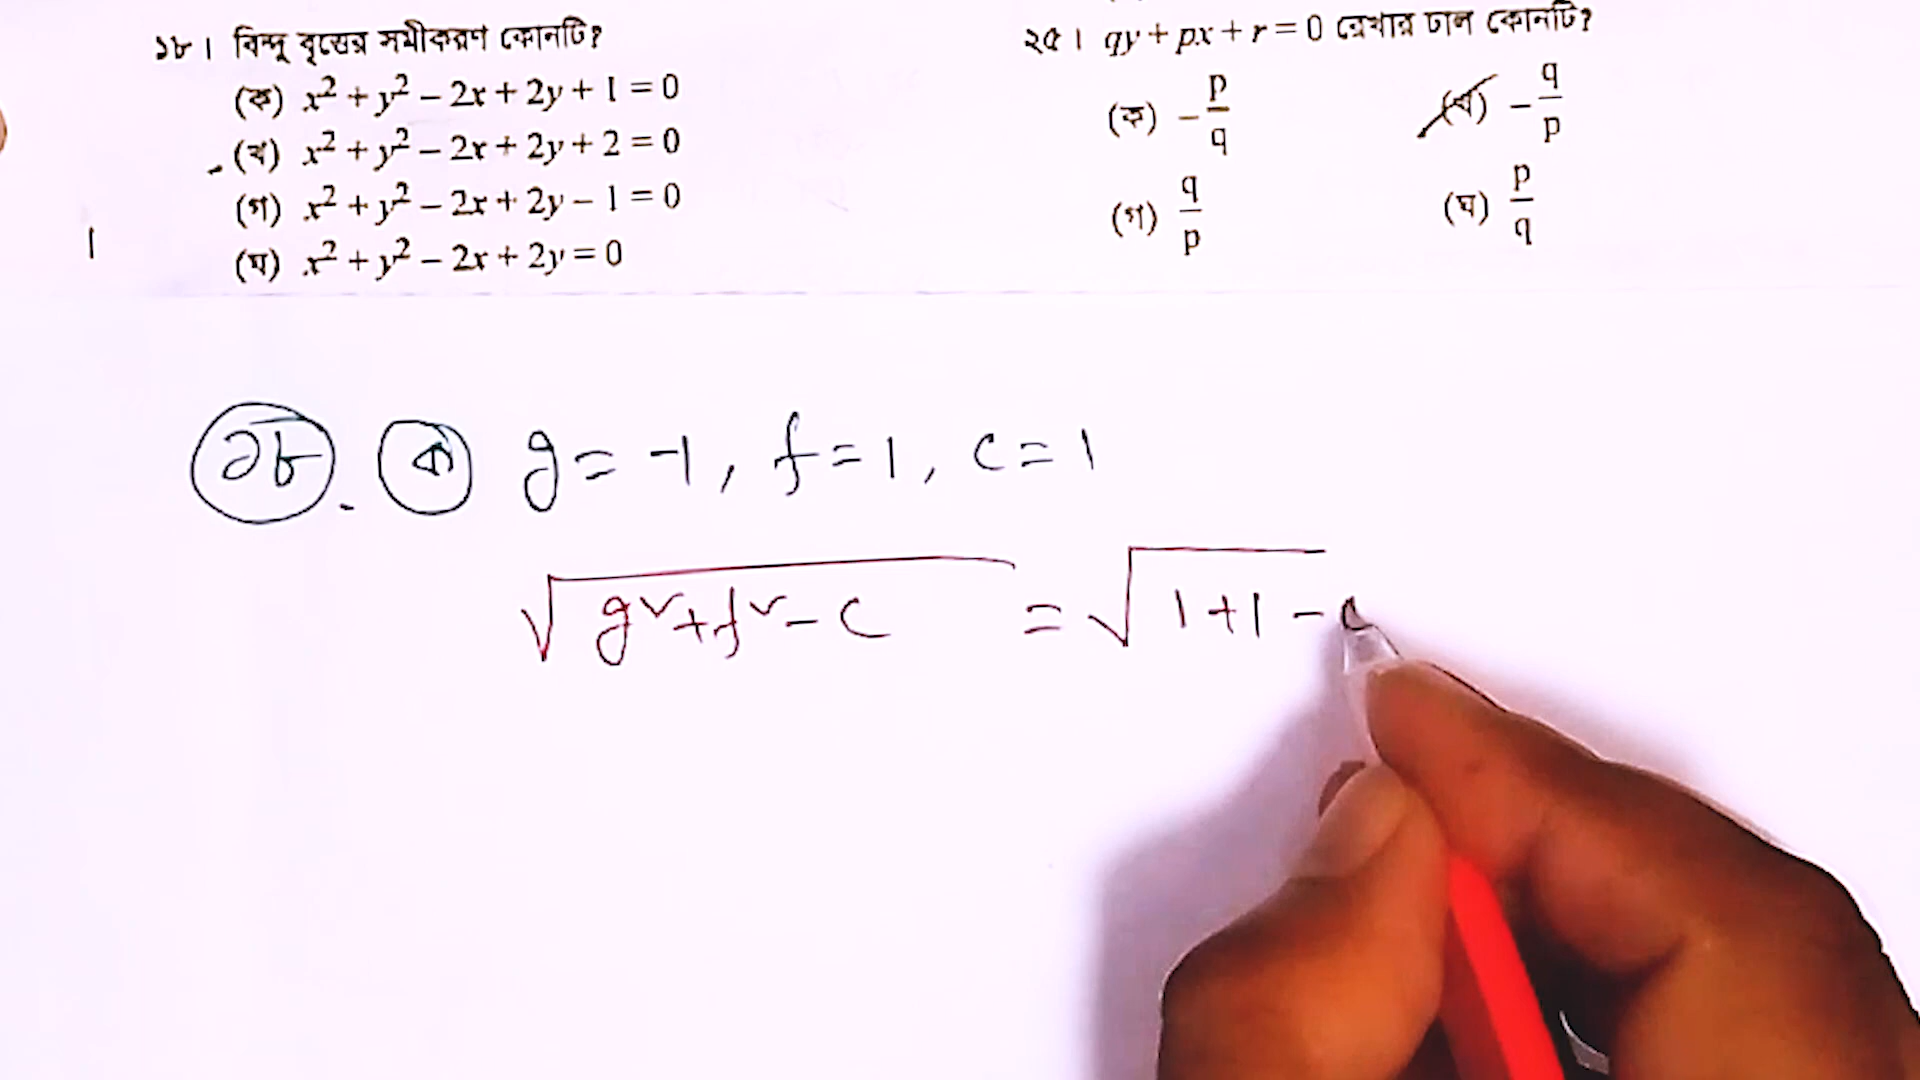 ১৮। বিন্দু বৃত্তের সমীকরণ কোনটি?
(ক) x² + y² – 2x + 2y + 1 = 0
(খ) x² + y² – 2x + 2y + 2 = 0
(গ) x² + y² – 2x + 2y – 1 = 0
(ঘ) x² + y² – 2x + 2y = 0
২৫। qy + px + r = 0 রেখার ঢাল কোনটি?
(ক) –p/q (খ) –q/p
(গ) q/p (ঘ) p/q
১৮. ক g = -1, f = 1, c = 1
√(g² + f² - c) = √(1 + 1 -